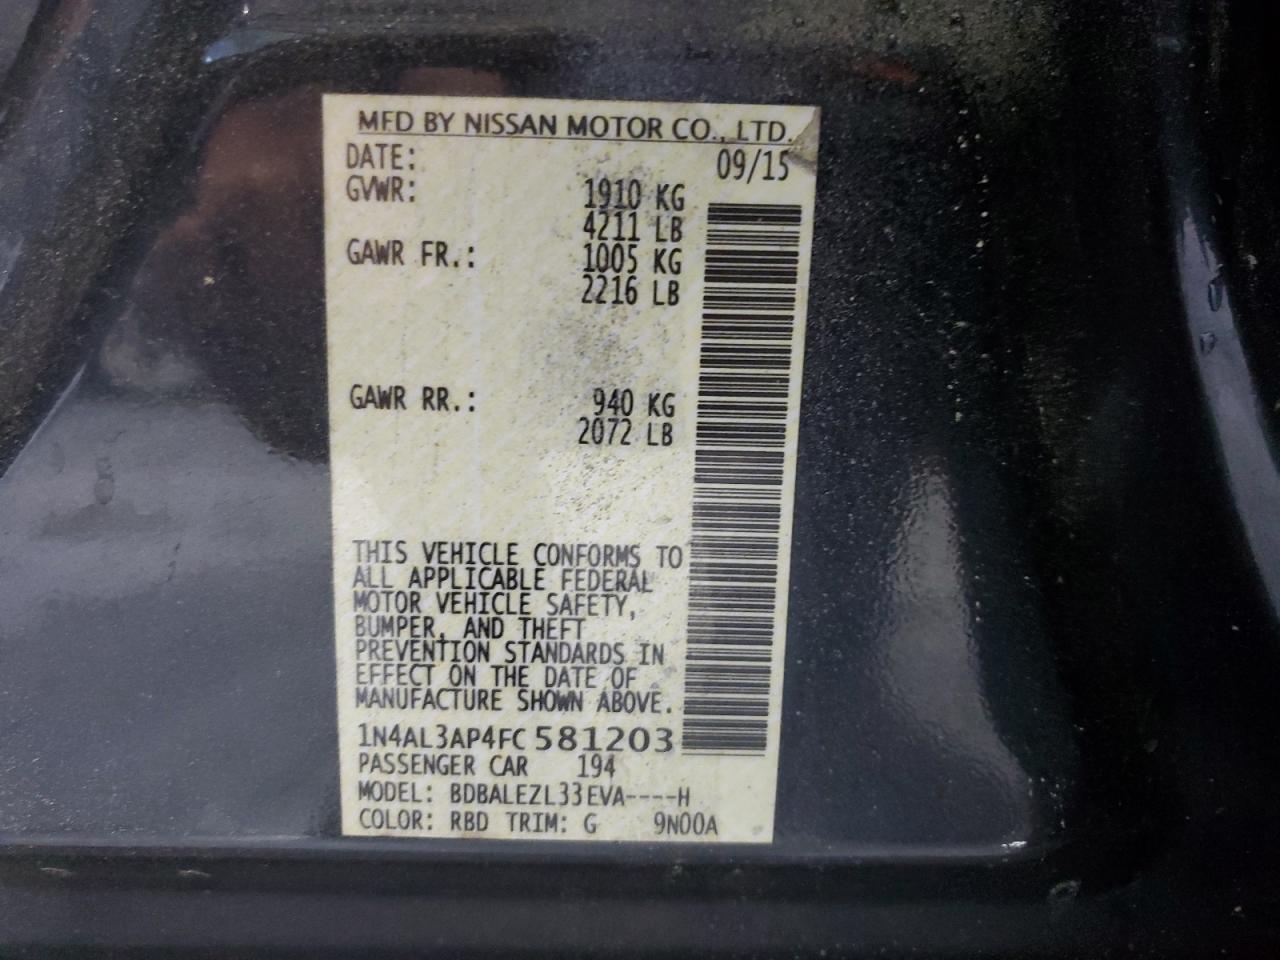 MFD BY NISSAN MOTOR CO., LTD.
DATE: 09/15
GVWR: 1910 KG
4211 LB
GAWR FR.: 1005 KG
2216 LB
GAWR RR.: 940 KG
2072 LB
THIS VEHICLE CONFORMS TO
ALL APPLICABLE FEDERAL
MOTOR VEHICLE SAFETY,
BUMPER, AND THEFT
PREVENTION STANDARDS IN
EFFECT ON THE DATE OF
MANUFACTURE SHOWN ABOVE.
1N4AL3AP4FC581203
PASSENGER CAR 194
MODEL: BDBALEZL33EVA----H
COLOR: RBD TRIM: G 9N00A